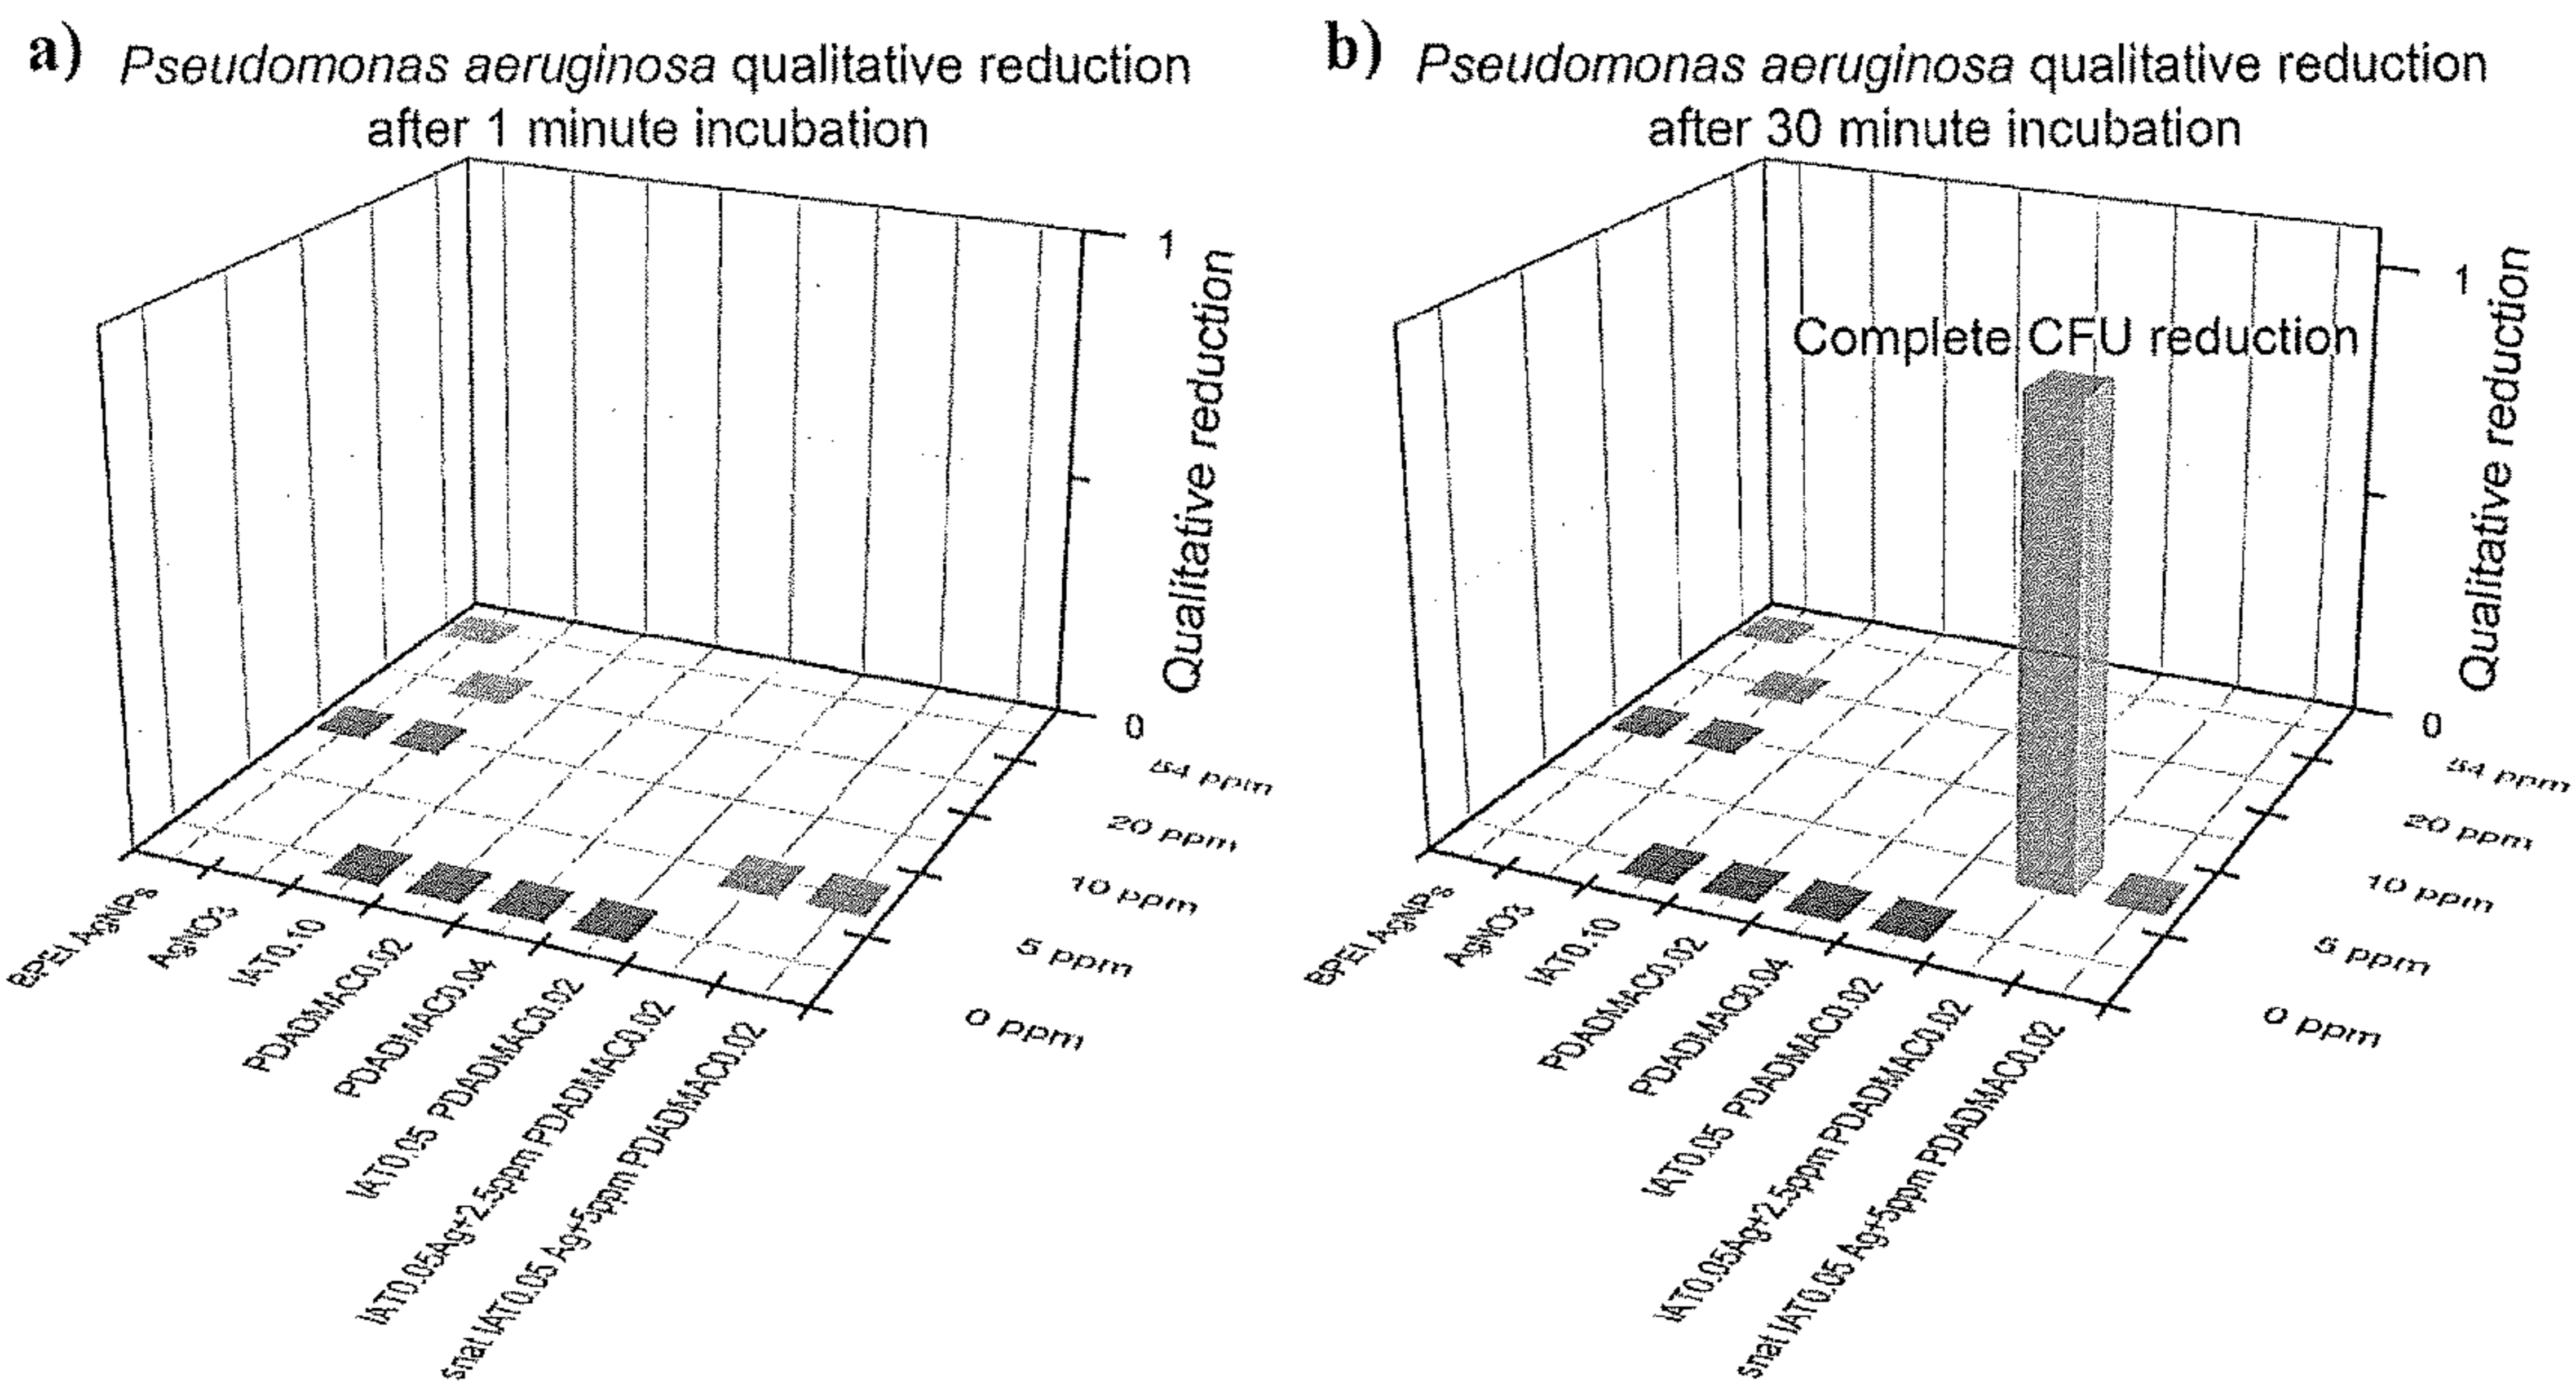 a) Pseudomonas aeruginosa qualitative reduction
after 1 minute incubation
1
Qualitative reduction
0
54 ppm
20 ppm
10 ppm
5 ppm
0 ppm
BPEI AgNPs
AgNO3
IAT0.10
PDADMAC0.02
PDADMAC0.04
IAT0.05 PDADMAC0.02
IAT0.05Ag+2.5ppm PDADMAC0.02
snat IAT0.05 Ag+5ppm PDADMAC0.02
b) Pseudomonas aeruginosa qualitative reduction
after 30 minute incubation
1
Complete CFU reduction
Qualitative reduction
0
54 ppm
20 ppm
10 ppm
5 ppm
0 ppm
BPEI AgNPs
AgNO3
IAT0.10
PDADMAC0.02
PDADMAC0.04
IAT0.05 PDADMAC0.02
IAT0.05Ag+2.5ppm PDADMAC0.02
snat IAT0.05 Ag+5ppm PDADMAC0.02